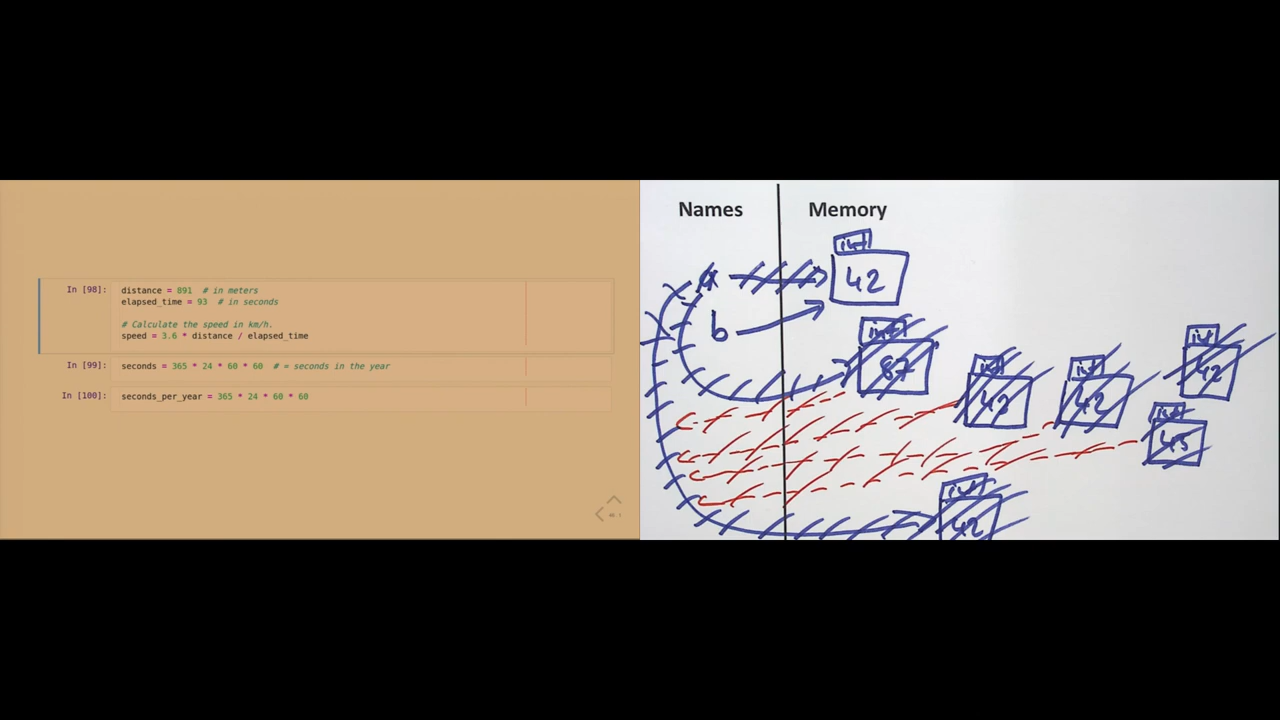 In [98]: distance = 891 # in meters
elapsed_time = 93 # in seconds
# Calculate the speed in km/h.
speed = 3.6 * distance / elapsed_time
In [99]: seconds = 365 * 24 * 60 * 60 # = seconds in the year
In [100]: seconds_per_year = 365 * 24 * 60 * 60
Names Memory
int
a 42
b
int
87
int
43
int
42
int
42
int
45
int
42